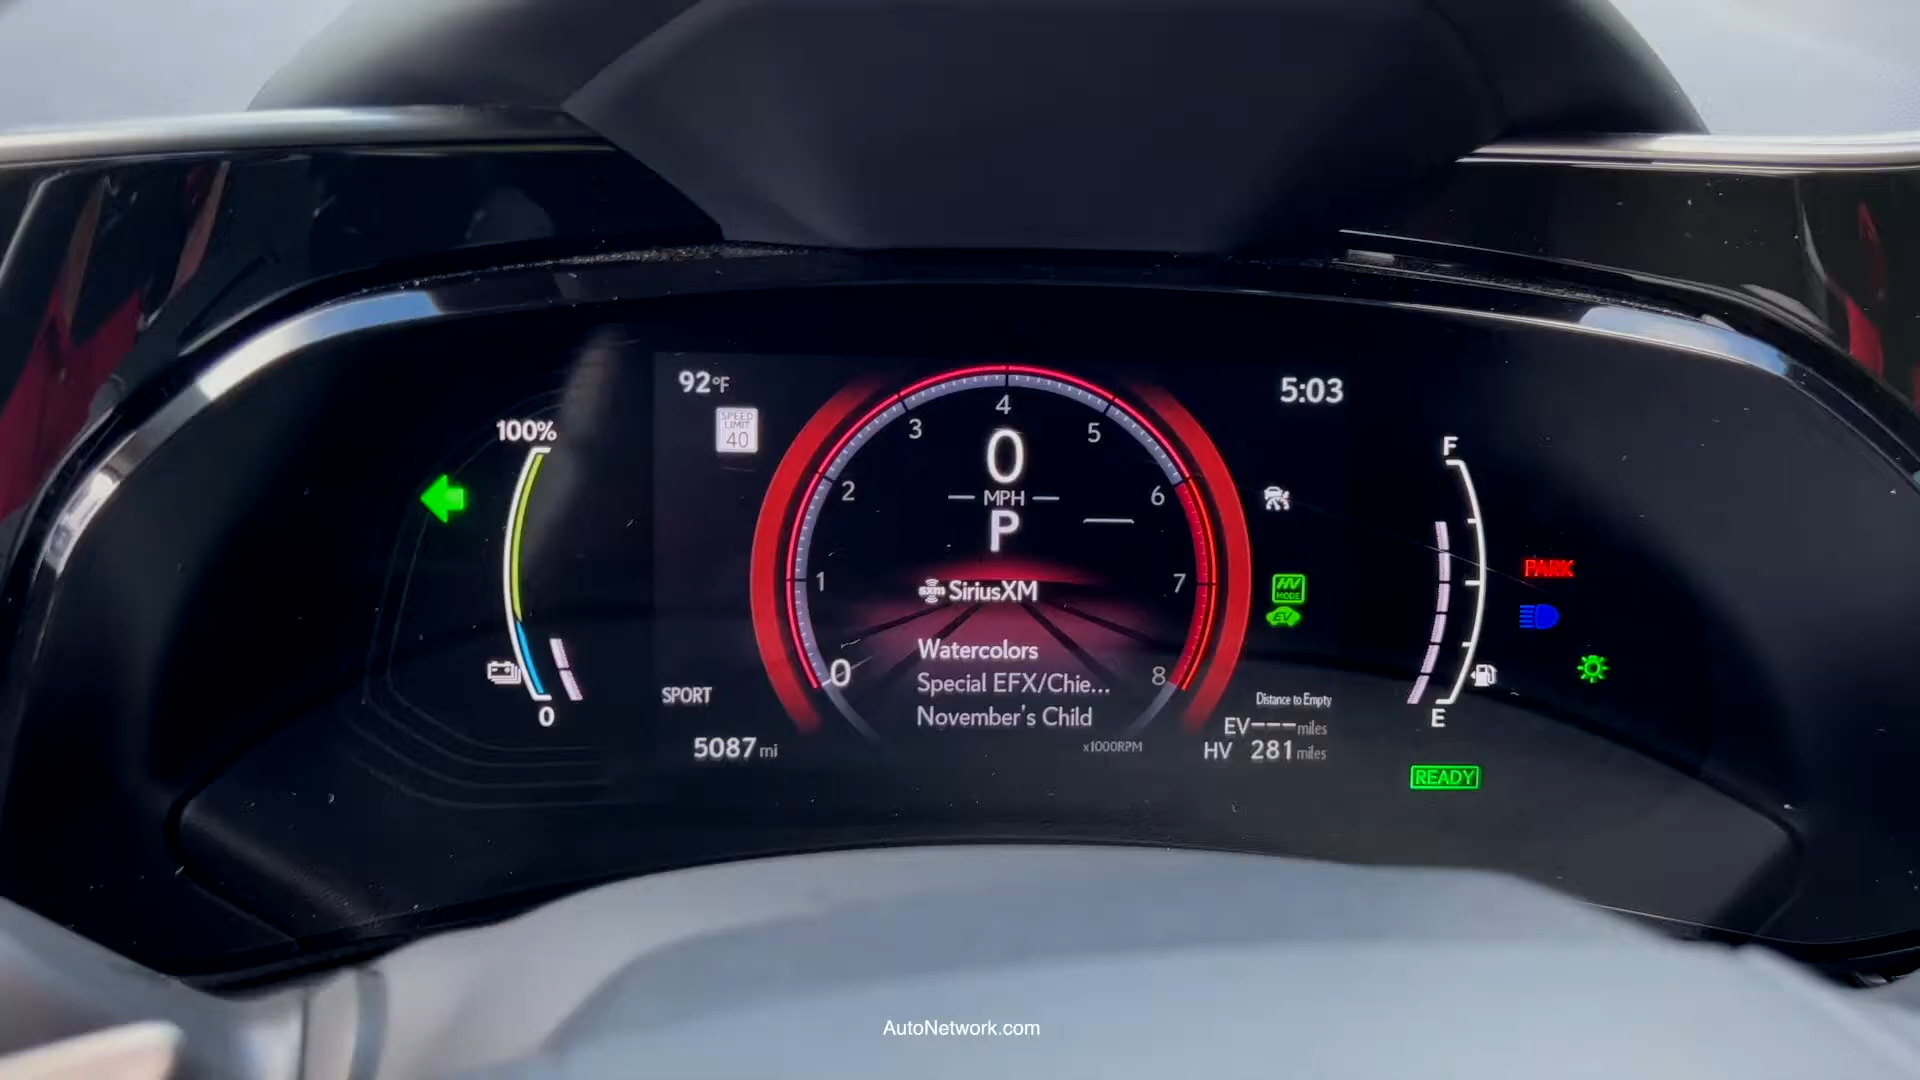 92°F
5:03
SPEED
LIMIT
40
100%
0
F
E
0
1
2
3
4
5
6
7
8
0
MPH
P
sxm SiriusXM
Watercolors
Special EFX/Chie...
November's Child
x1000RPM
SPORT
5087 mi
HV
MODE
EV
Distance to Empty
EV---miles
HV 281 miles
PARK
READY
AutoNetwork.com